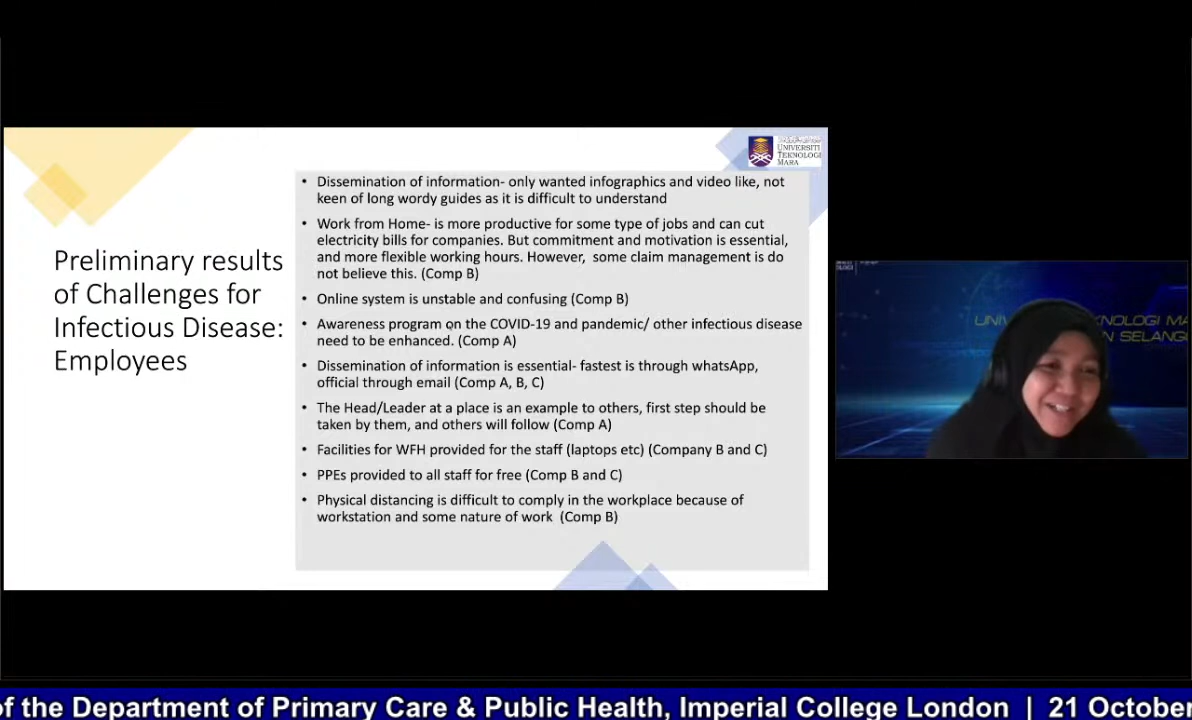 UNIVERSITI
TEKNOLOGI
MARA
Preliminary results
of Challenges for
Infectious Disease:
Employees
• Dissemination of information- only wanted infographics and video like, not
keen of long wordy guides as it is difficult to understand
• Work from Home- is more productive for some type of jobs and can cut
electricity bills for companies. But commitment and motivation is essential,
and more flexible working hours. However, some claim management is do
not believe this. (Comp B)
• Online system is unstable and confusing (Comp B)
• Awareness program on the COVID-19 and pandemic/ other infectious disease
need to be enhanced. (Comp A)
• Dissemination of information is essential- fastest is through whatsApp,
official through email (Comp A, B, C)
• The Head/Leader at a place is an example to others, first step should be
taken by them, and others will follow (Comp A)
• Facilities for WFH provided for the staff (laptops etc) (Company B and C)
• PPEs provided to all staff for free (Comp B and C)
• Physical distancing is difficult to comply in the workplace because of
workstation and some nature of work (Comp B)
UNIV KNOLOGI MA
N SELANG
of the Department of Primary Care & Public Health, Imperial College London | 21 October